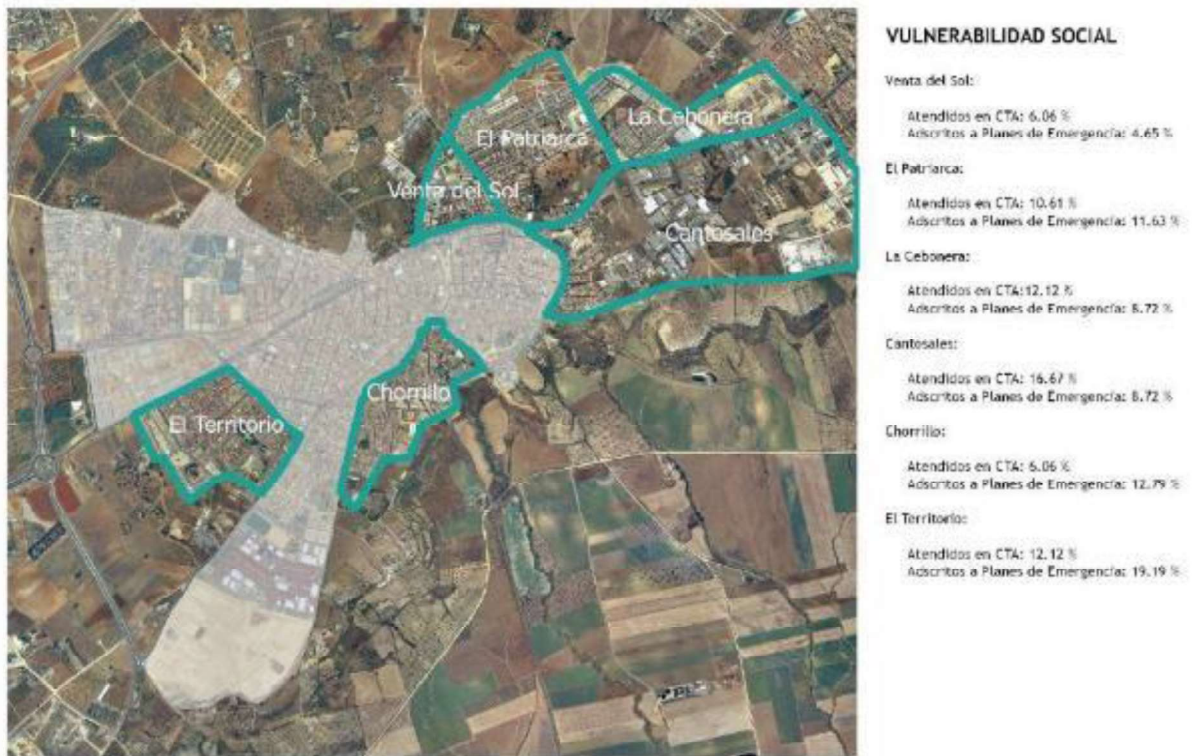 VULNERABILIDAD SOCIAL
Venta del Sol:
Atendidos en CTA: 6.06 %
Adscritos a Planes de Emergencia: 4.65 %
El Patriarca:
Atendidos en CTA: 10.61 %
Adscritos a Planes de Emergencia: 11.63 %
La Cebonera:
Atendidos en CTA:12.12 %
Adscritos a Planes de Emergencia: 8.72 %
Cantosales:
Atendidos en CTA: 16.67 %
Adscritos a Planes de Emergencia: 8.72 %
Chorrillo:
Atendidos en CTA: 6.06 %
Adscritos a Planes de Emergencia: 12.79 %
El Territorio:
Atendidos en CTA: 12.12 %
Adscritos a Planes de Emergencia: 19.19 %
La Cebonera
El Patriarca
Venta del Sol
Cantosales
Chorrillo
El Territorio